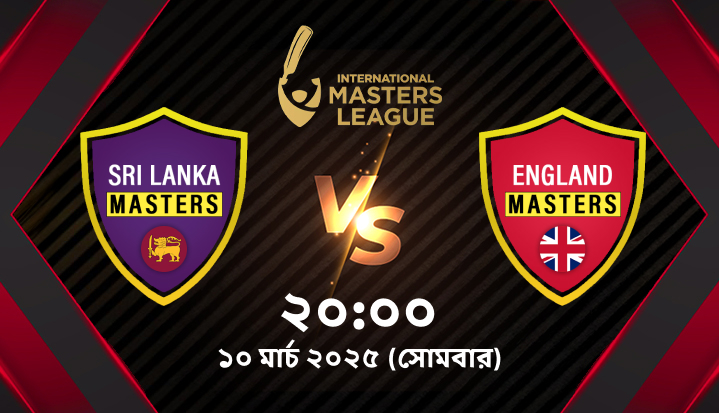 INTERNATIONAL
MASTERS
LEAGUE
SRI LANKA
MASTERS
VS
ENGLAND
MASTERS
২০:০০
১০ মার্চ ২০২৫ (সোমবার)